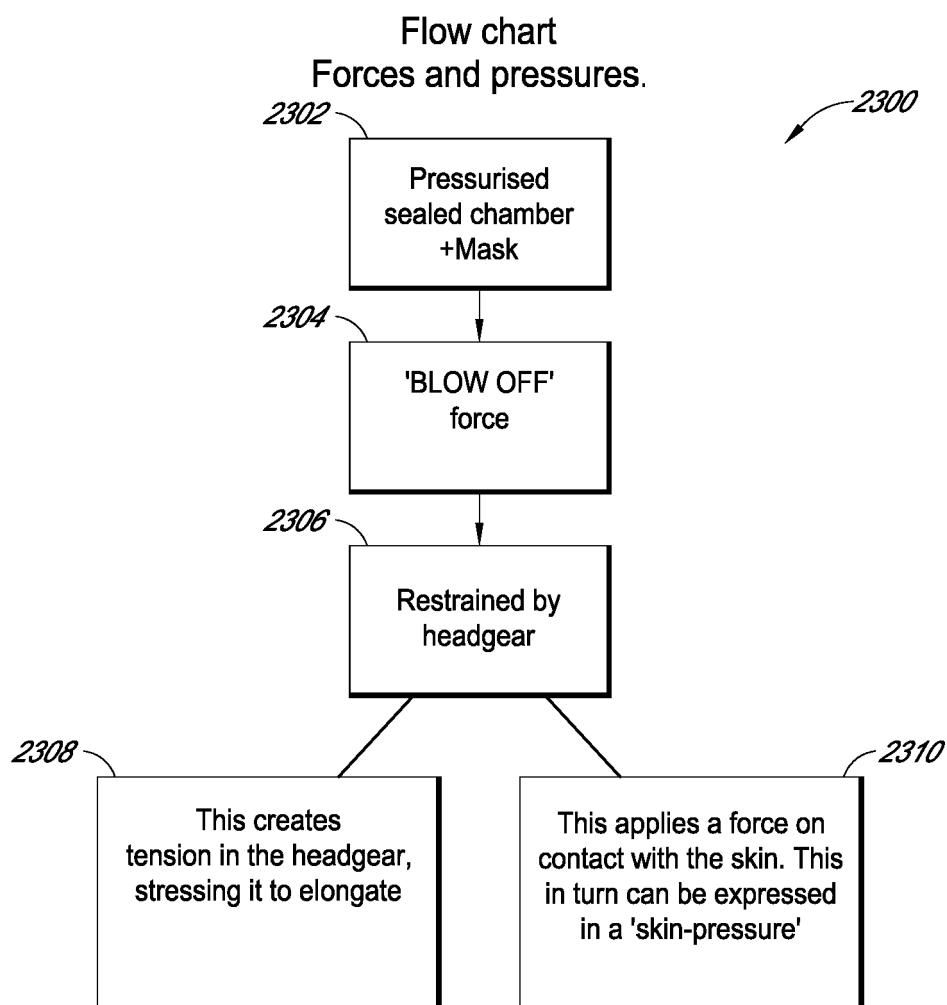 Flow chart
Forces and pressures.
2302
2300
Pressurised
sealed chamber
+Mask
2304
'BLOW OFF'
force
2306
Restrained by
headgear
2308
2310
This creates
tension in the headgear,
stressing it to elongate
This applies a force on
contact with the skin. This
in turn can be expressed
in a 'skin-pressure'